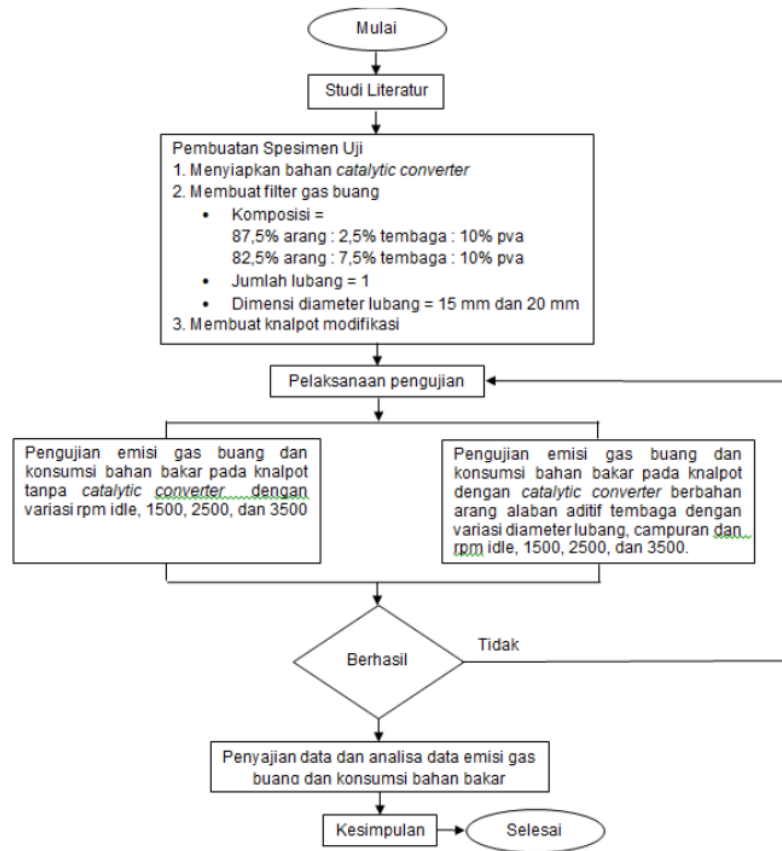 Mulai
Studi Literatur
Pembuatan Spesimen Uji
1. Menyiapkan bahan catalytic converter
2. Membuat filter gas buang
• Komposisi =
87,5% arang : 2,5% tembaga : 10% pva
82,5% arang : 7,5% tembaga : 10% pva
• Jumlah lubang = 1
• Dimensi diameter lubang = 15 mm dan 20 mm
3. Membuat knalpot modifikasi
Pelaksanaan pengujian
Pengujian emisi gas buang dan
konsumsi bahan bakar pada knalpot
tanpa catalytic converter dengan
variasi rpm idle, 1500, 2500, dan 3500
Pengujian emisi gas buang dan
konsumsi bahan bakar pada knalpot
dengan catalytic converter berbahan
arang alaban aditif tembaga dengan
variasi diameter lubang, campuran dan
rpm idle, 1500, 2500, dan 3500.
Berhasil
Tidak
Penyajian data dan analisa data emisi gas
buang dan konsumsi bahan bakar
Kesimpulan
Selesai